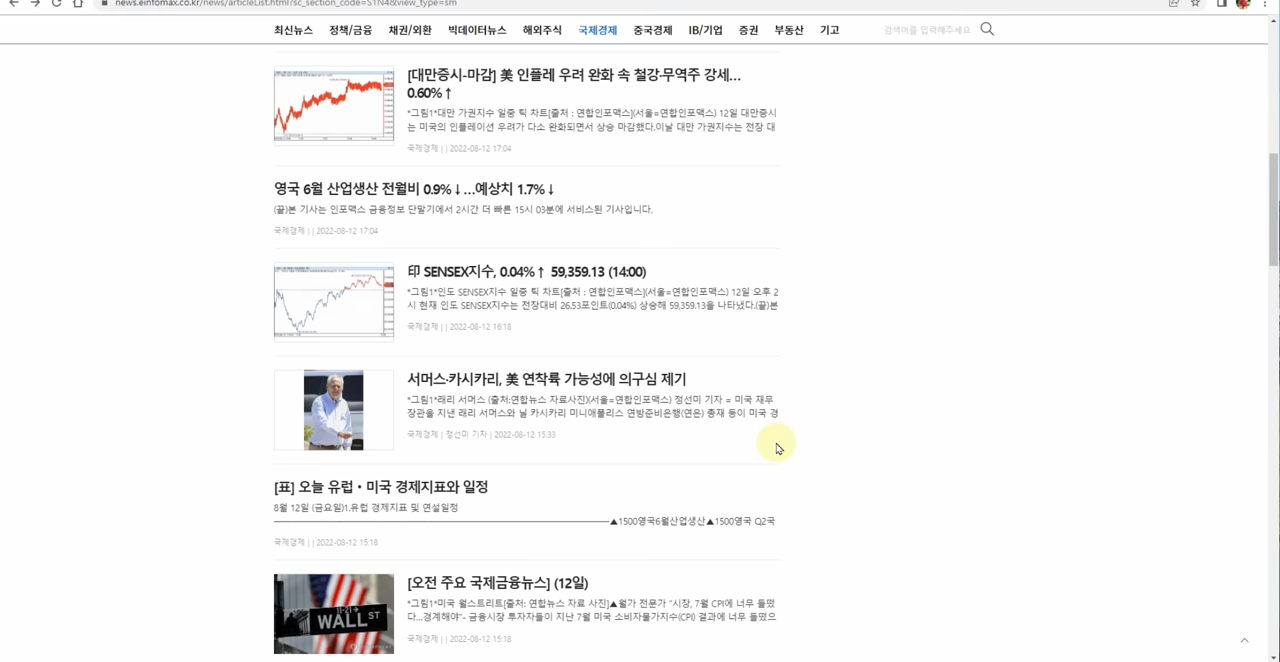 news.einfomax.co.kr/news/articleList.html?sc_section_code=S1N4&view_type=sm
최신뉴스 정책/금융 채권/외환 빅데이터뉴스 해외주식 국제경제 중국경제 IB/기업 증권 부동산 기고 검색어를 입력해주세요
[대만증시-마감] 美 인플레 우려 완화 속 철강·무역주 강세…
0.60%↑
*그림1*대만 가권지수 일중 틱 차트[출처 : 연합인포맥스](서울=연합인포맥스) 12일 대만증시
는 미국의 인플레이션 우려가 다소 완화되면서 상승 마감했다.이날 대만 가권지수는 전장 대
국제경제 | | 2022-08-12 17:04
영국 6월 산업생산 전월비 0.9%↓…예상치 1.7%↓
(끝)본 기사는 인포맥스 금융정보 단말기에서 2시간 더 빠른 15시 03분에 서비스된 기사입니다.
국제경제 | | 2022-08-12 17:04
印 SENSEX지수, 0.04%↑ 59,359.13 (14:00)
*그림1*인도 SENSEX지수 일중 틱 차트[출처 : 연합인포맥스](서울=연합인포맥스) 12일 오후 2
시 현재 인도 SENSEX지수는 전장대비 26.53포인트(0.04%) 상승해 59,359.13을 나타냈다.(끝)본
국제경제 | | 2022-08-12 16:18
서머스·카시카리, 美 연착륙 가능성에 의구심 제기
*그림1*래리 서머스 (출처:연합뉴스 자료사진)(서울=연합인포맥스) 정선미 기자 = 미국 재무
장관을 지낸 래리 서머스와 닐 카시카리 미니애폴리스 연방준비은행(연은) 총재 등이 미국 경
국제경제 | 정선미 기자 | 2022-08-12 15:33
[표] 오늘 유럽·미국 경제지표와 일정
8월 12일 (금요일)1.유럽 경제지표 및 연설일정
▲1500영국6월산업생산▲1500영국 Q2국
국제경제 | | 2022-08-12 15:18
[오전 주요 국제금융뉴스] (12일)
*그림1*미국 월스트리트[출처: 연합뉴스 자료 사진]▲월가 전문가 "시장, 7월 CPI에 너무 들떴
다…경계해야"- 금융시장 투자자들이 지난 7월 미국 소비자물가지수(CPI) 결과에 너무 들떴으
국제경제 | | 2022-08-12 15:18
11-21
WALL ST